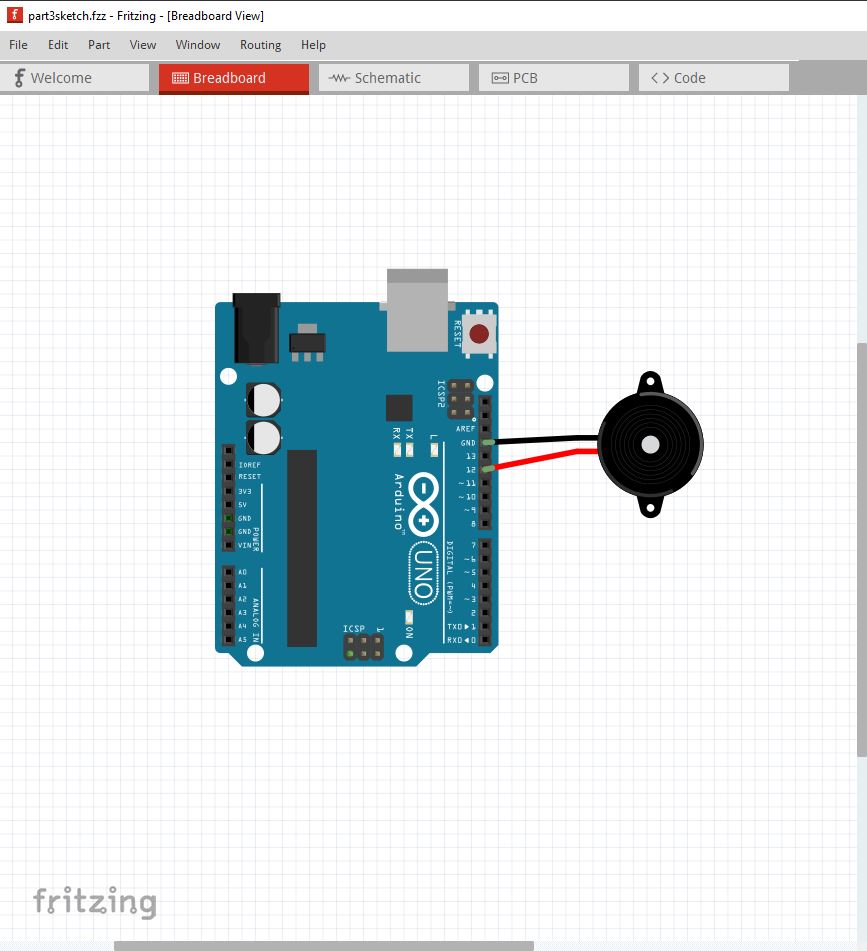 part3sketch.fzz - Fritzing - [Breadboard View]
File Edit Part View Window Routing Help
Welcome Breadboard Schematic PCB Code
RESET
ICSP2
AREF
GND
13
12
~11
~10
~9
8
7
~6
~5
4
~3
2
TX0▶1
RX0◀0
DIGITAL (PWM=~)
RX TX L
Arduino™
UNO
IOREF
RESET
3V3
5V
GND
GND
VIN
POWER
A0
A1
A2
A3
A4
A5
ANALOG IN
ICSP 1
ON
fritzing